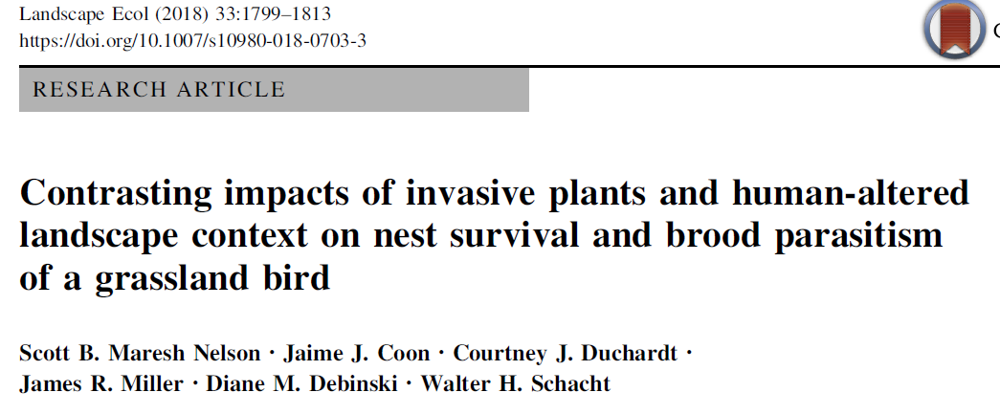 Landscape Ecol (2018) 33:1799–1813
https://doi.org/10.1007/s10980-018-0703-3
RESEARCH ARTICLE
Contrasting impacts of invasive plants and human-altered
landscape context on nest survival and brood parasitism
of a grassland bird
Scott B. Maresh Nelson · Jaime J. Coon · Courtney J. Duchardt ·
James R. Miller · Diane M. Debinski · Walter H. Schacht